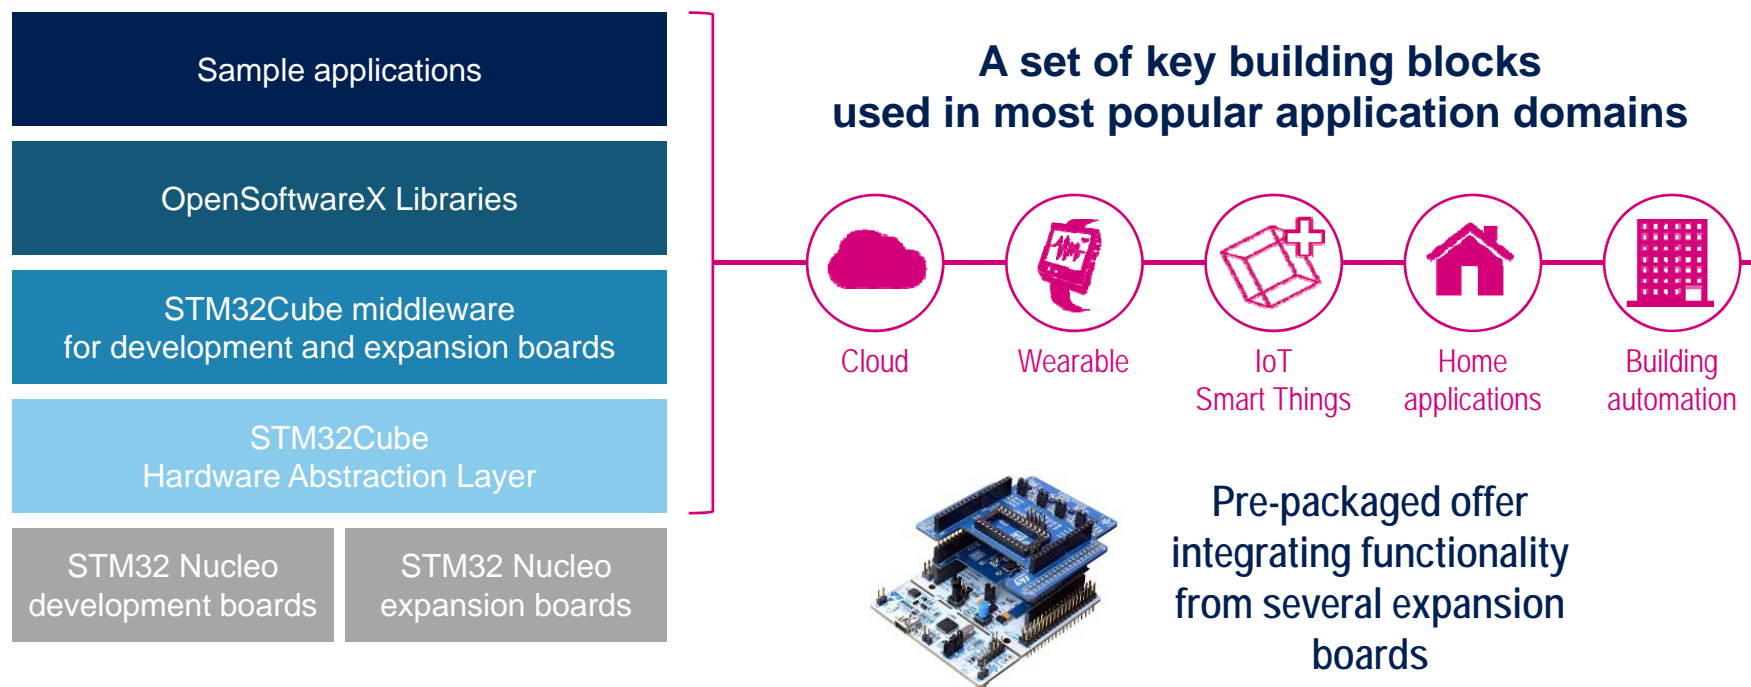 Sample applications
OpenSoftwareX Libraries
STM32Cube middleware
for development and expansion boards
STM32Cube
Hardware Abstraction Layer
STM32 Nucleo
development boards
STM32 Nucleo
expansion boards
A set of key building blocks
used in most popular application domains
Cloud
Wearable
IoT
Smart Things
Home
applications
Building
automation
Pre-packaged offer
integrating functionality
from several expansion
boards